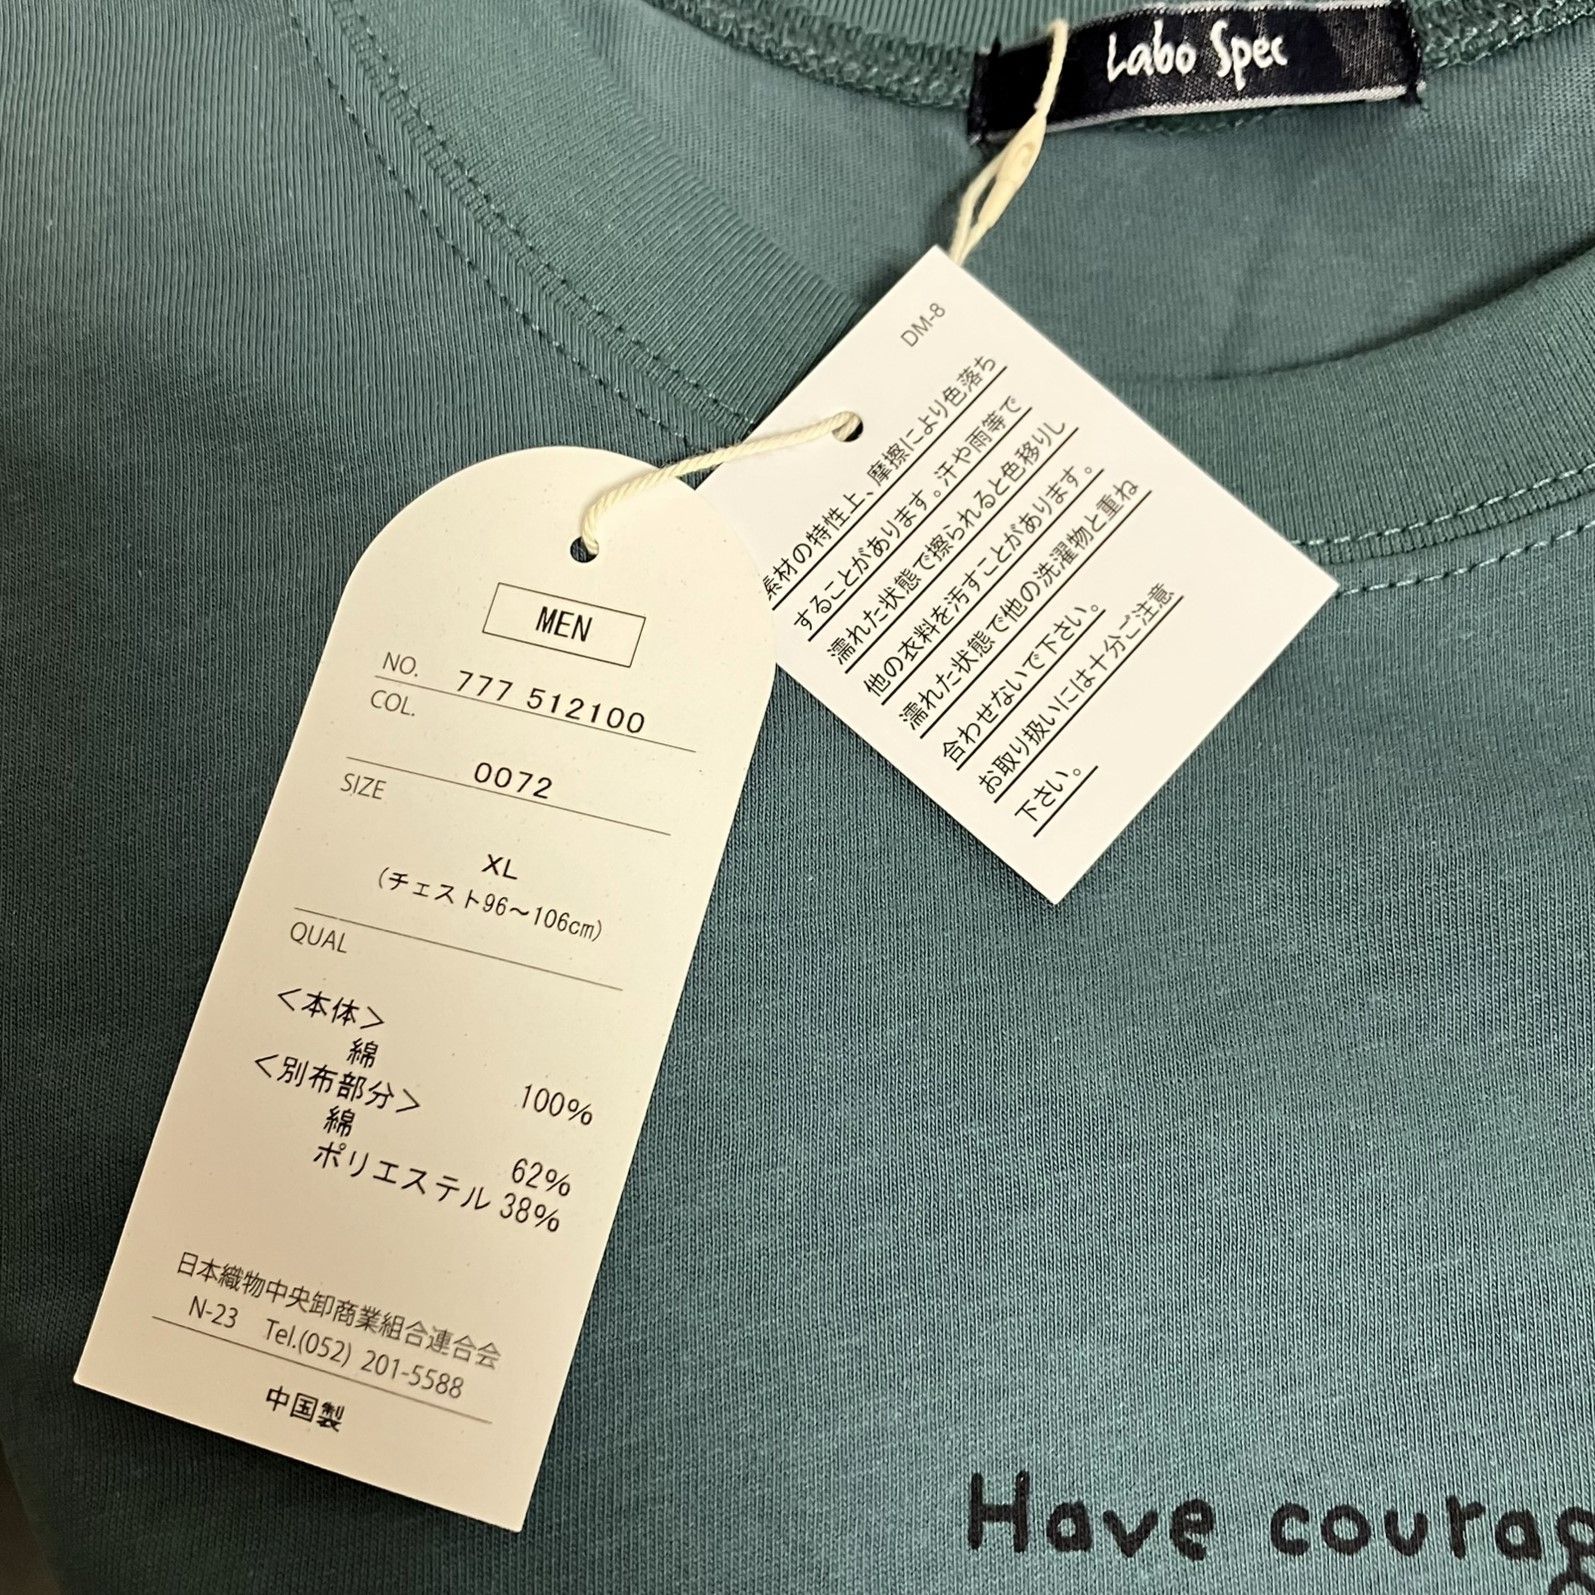 Labo Spec
DM-8
素材の特性上、摩擦により色落ち
することがあります。汗や雨等で
濡れた状態で擦られると色移りし
他の衣料を汚すことがあります。
濡れた状態で他の洗濯物と重ね
合わせないで下さい。
お取り扱いには十分ご注意
下さい。
MEN
NO. 777 512100
COL.
0072
SIZE
XL
(チェスト96～106cm)
QUAL
＜本体＞
綿 100%
＜別布部分＞
綿 62%
ポリエステル 38%
日本織物中央卸商業組合連合会
N-23 Tel.(052) 201-5588
中国製
Have courag